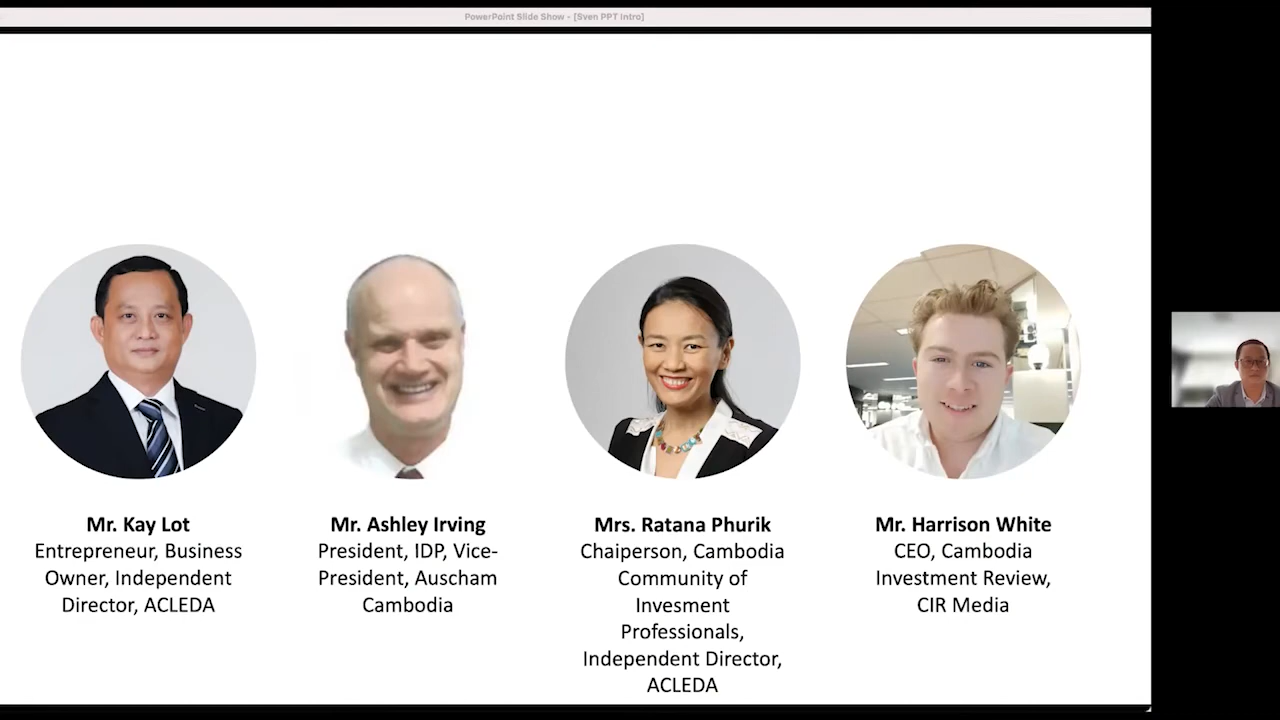 PowerPoint Slide Show - [Sven PPT Intro]
Mr. Kay Lot
Entrepreneur, Business
Owner, Independent
Director, ACLEDA
Mr. Ashley Irving
President, IDP, Vice-
President, Auscham
Cambodia
Mrs. Ratana Phurik
Chaiperson, Cambodia
Community of
Invesment
Professionals,
Independent Director,
ACLEDA
Mr. Harrison White
CEO, Cambodia
Investment Review,
CIR Media